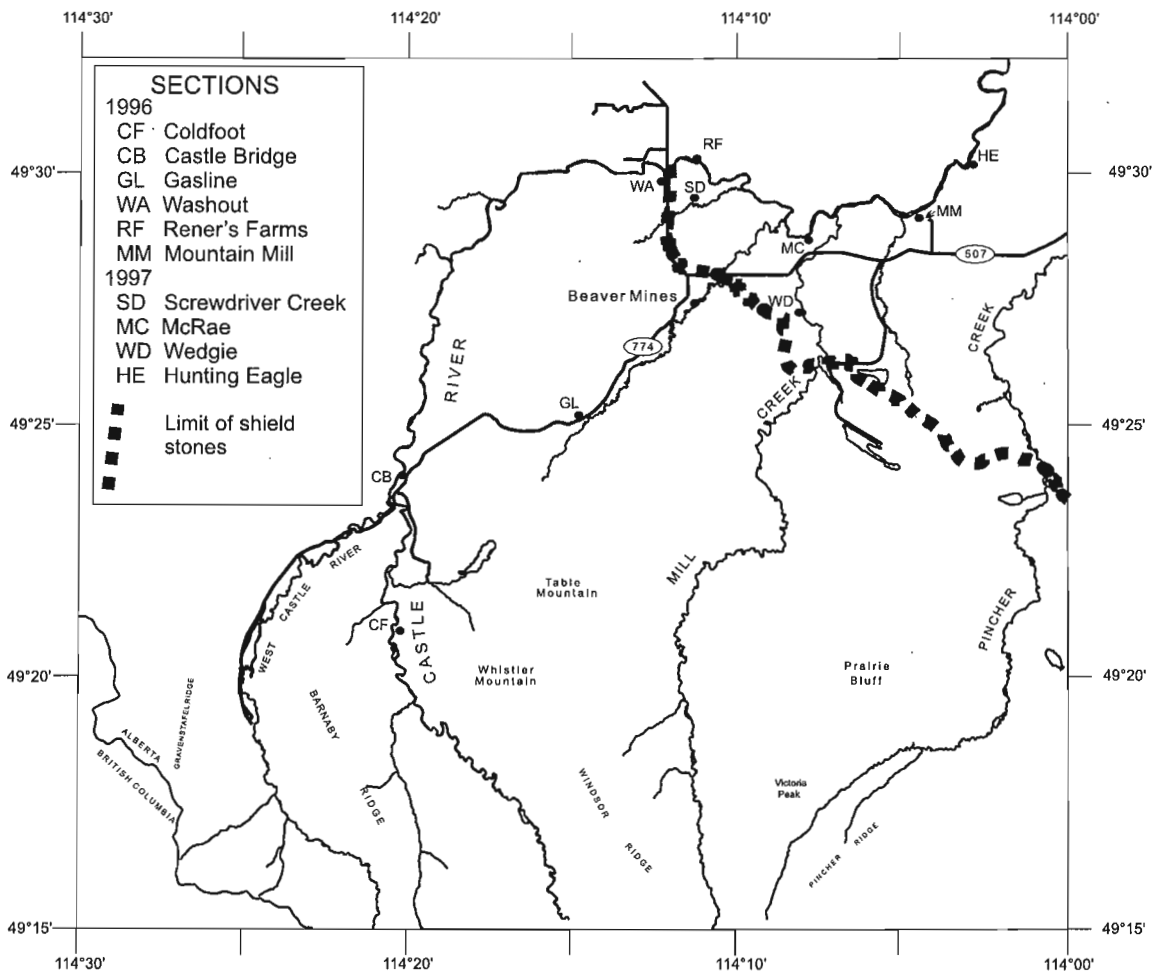 114°30'
114°20'
114°10'
114°00'
SECTIONS
1996
CF Coldfoot
CB Castle Bridge
GL Gasline
WA Washout
RF Rener's Farms
MM Mountain Mill
1997
SD Screwdriver Creek
MC McRae
WD Wedgie
HE Hunting Eagle
Limit of shield
stones
49°30'
49°30'
RF
HE
WA
SD
MM
MC
507
Beaver Mines
WD
CREEK
774
RIVER
CREEK
49°25'
49°25'
GL
CB
WEST CASTLE RIVER
Table
Mountain
MILL
CF
CASTLE
PINCHER
49°20'
49°20'
Whistler
Mountain
Prairie
Bluff
GRAVENSTAFEL RIDGE
BARNABY
RIDGE
ALBERTA
BRITISH COLUMBIA
WINDSOR
RIDGE
Victoria
Peak
PINCHER RIDGE
49°15'
49°15'
114°30'
114°20'
114°10'
114°00'